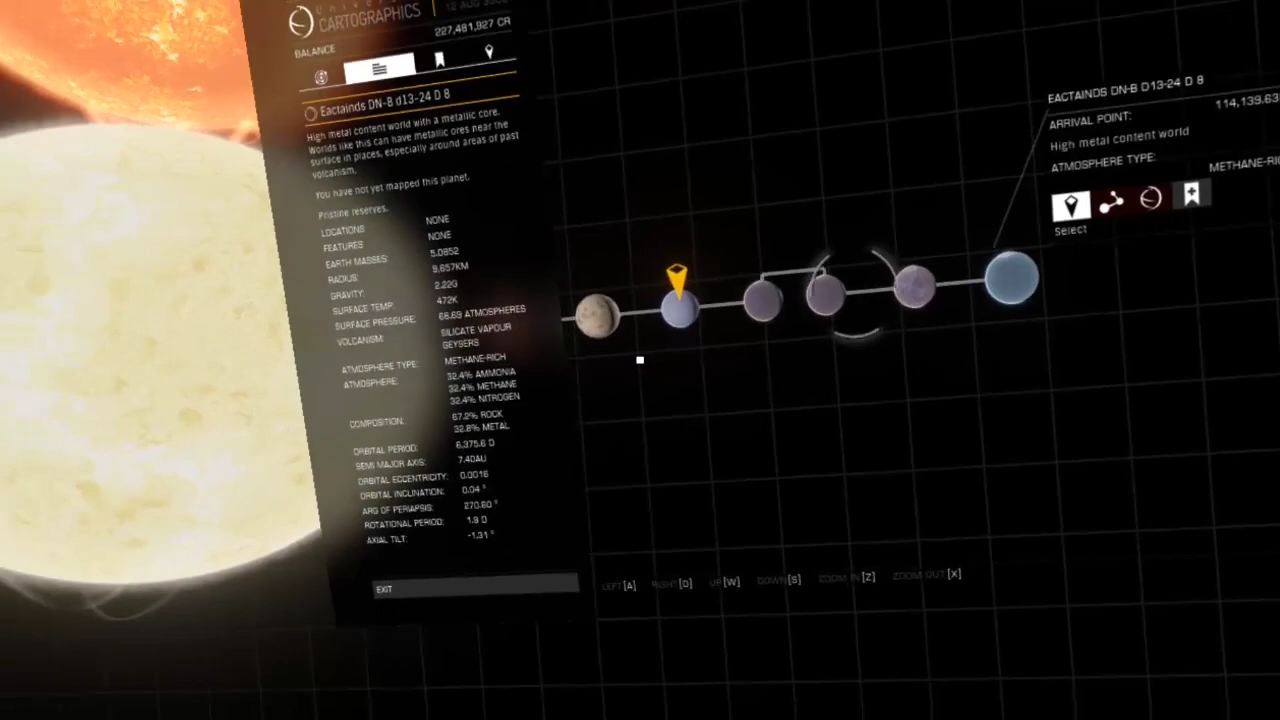 CARTOGRAPHICS
12 AUG
BALANCE
227,481,927 CR
Eactainds DN-B d13-24 D 8
High metal content world with a metallic core.
Worlds like this can have metallic ores near the
surface in places, especially around areas of past
volcanism.
You have not yet mapped this planet.
Pristine reserves.
LOCATIONS NONE
FEATURES NONE
EARTH MASSES: 5.0852
RADIUS: 9,657KM
GRAVITY: 2.22G
SURFACE TEMP: 472K
SURFACE PRESSURE: 68.69 ATMOSPHERES
VOLCANISM: SILICATE VAPOUR
GEYSERS
ATMOSPHERE TYPE: METHANE-RICH
ATMOSPHERE: 32.4% AMMONIA
32.4% METHANE
32.4% NITROGEN
COMPOSITION: 67.2% ROCK
32.8% METAL
ORBITAL PERIOD: 6,375.6 D
SEMI MAJOR AXIS: 7.40AU
ORBITAL ECCENTRICITY: 0.0016
ORBITAL INCLINATION: 0.04 °
ARG OF PERIAPSIS: 270.60 °
ROTATIONAL PERIOD: 1.9 D
AXIAL TILT: -1.31 °
EXIT
LEFT [A] RIGHT [D] UP [W] DOWN [S] ZOOM IN [Z] ZOOM OUT [X]
EACTAINDS DN-B D13-24 D 8
ARRIVAL POINT: 114,139.63
High metal content world
ATMOSPHERE TYPE: METHANE-RI
Select